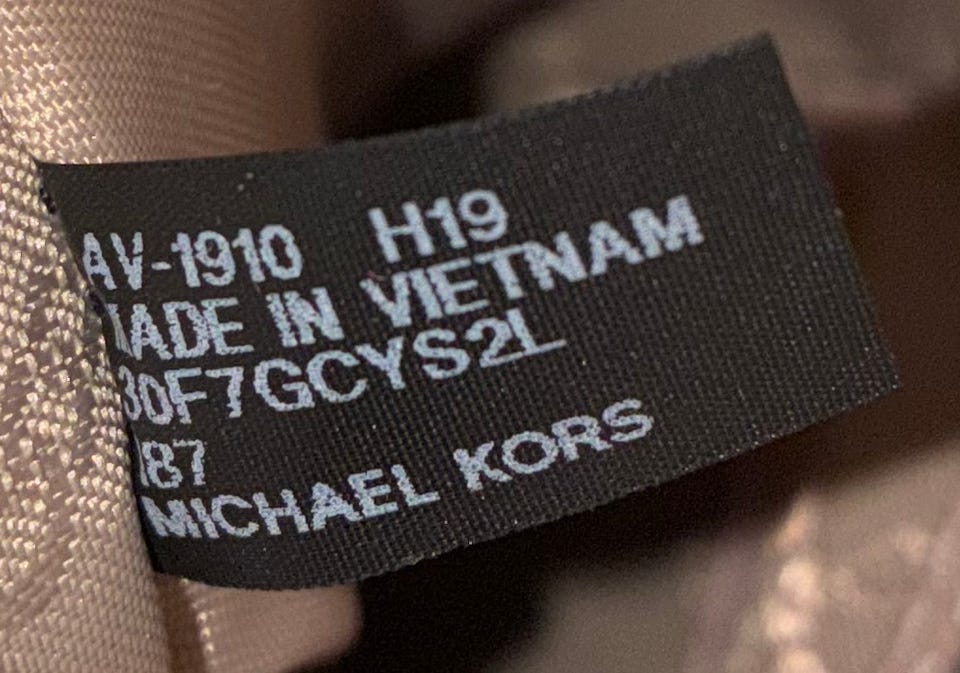 AV-1910 H19
MADE IN VIETNAM
30F7GCYS2L
187
MICHAEL KORS